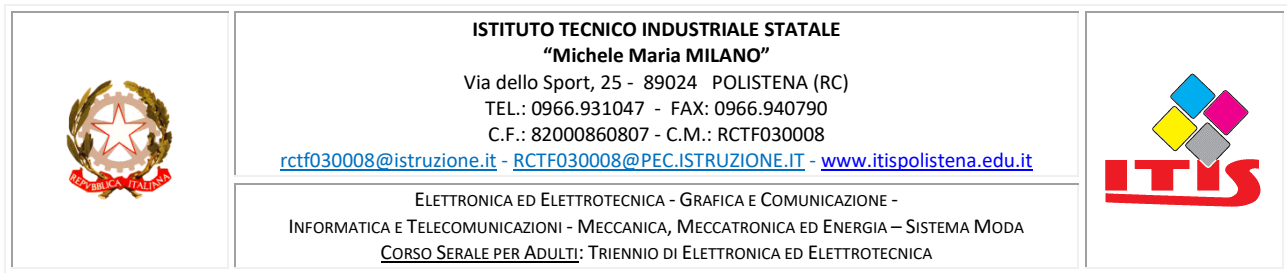 ISTITUTO TECNICO INDUSTRIALE STATALE
“Michele Maria MILANO”
Via dello Sport, 25 - 89024 POLISTENA (RC)
TEL.: 0966.931047 - FAX: 0966.940790
C.F.: 82000860807 - C.M.: RCTF030008
rctf030008@istruzione.it - RCTF030008@PEC.ISTRUZIONE.IT - www.itispolistena.edu.it
ELETTRONICA ED ELETTROTECNICA - GRAFICA E COMUNICAZIONE -
INFORMATICA E TELECOMUNICAZIONI - MECCANICA, MECCATRONICA ED ENERGIA – SISTEMA MODA
CORSO SERALE PER ADULTI: TRIENNIO DI ELETTRONICA ED ELETTROTECNICA
REPVBBLICA ITALIANA
ITIS